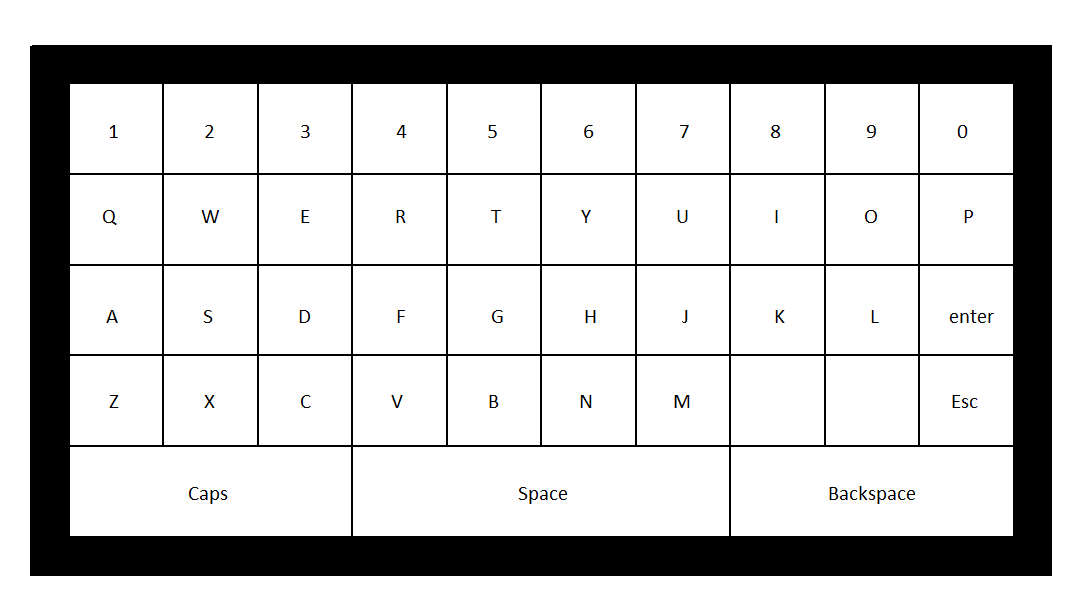 1 2 3 4 5 6 7 8 9 0
Q W E R T Y U I O P
A S D F G H J K L enter
Z X C V B N M Esc
Caps Space Backspace